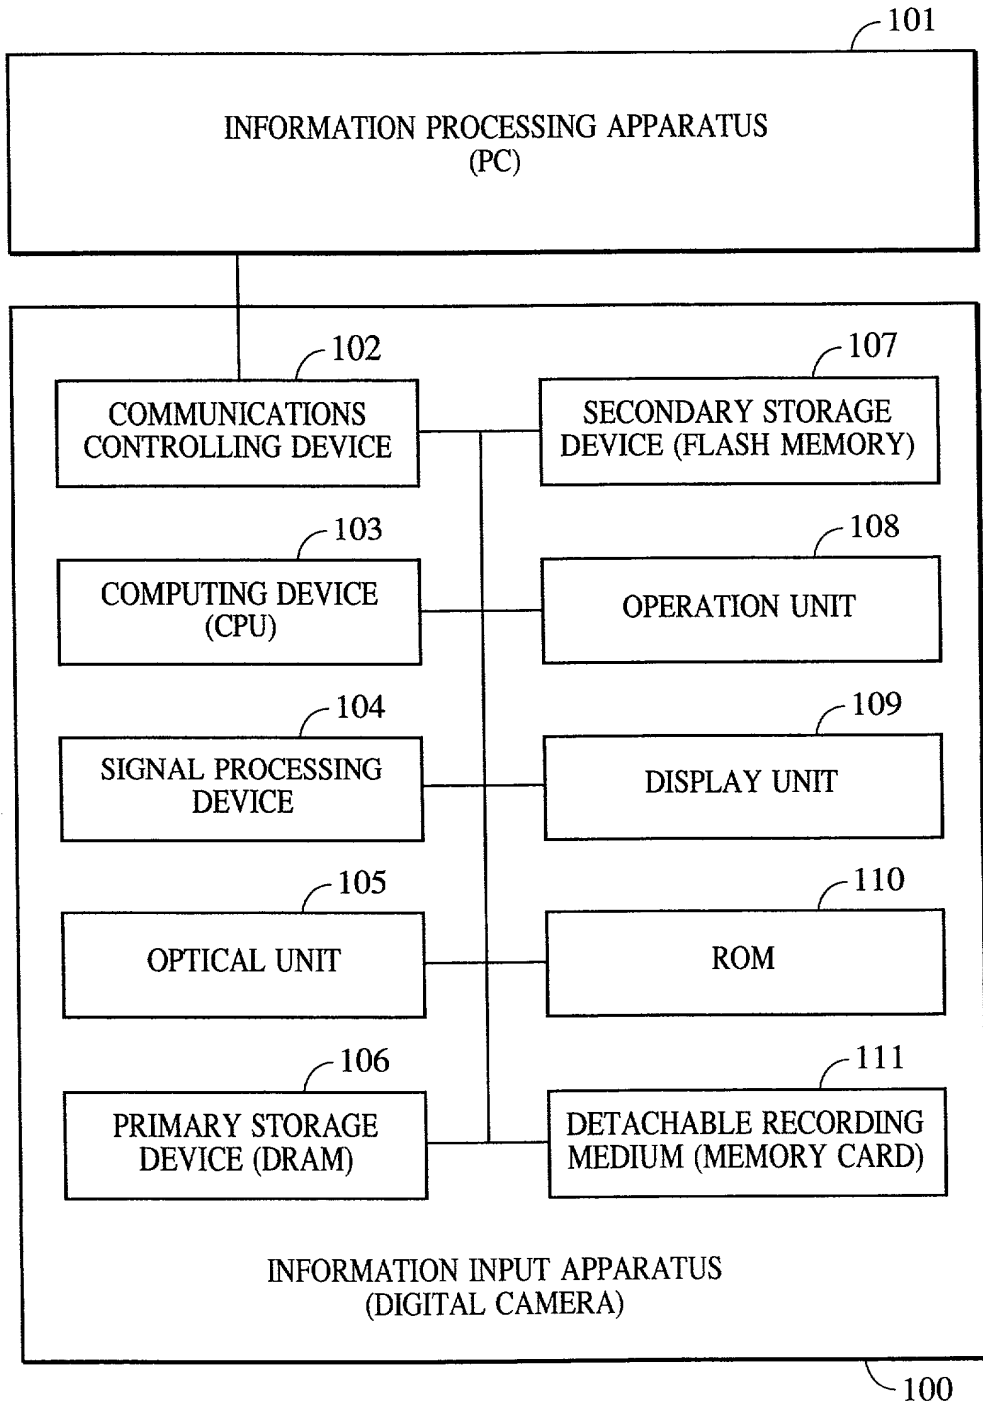 101
INFORMATION PROCESSING APPARATUS
(PC)
102
COMMUNICATIONS
CONTROLLING DEVICE
107
SECONDARY STORAGE
DEVICE (FLASH MEMORY)
103
COMPUTING DEVICE
(CPU)
108
OPERATION UNIT
104
SIGNAL PROCESSING
DEVICE
109
DISPLAY UNIT
105
OPTICAL UNIT
110
ROM
106
PRIMARY STORAGE
DEVICE (DRAM)
111
DETACHABLE RECORDING
MEDIUM (MEMORY CARD)
INFORMATION INPUT APPARATUS
(DIGITAL CAMERA)
100